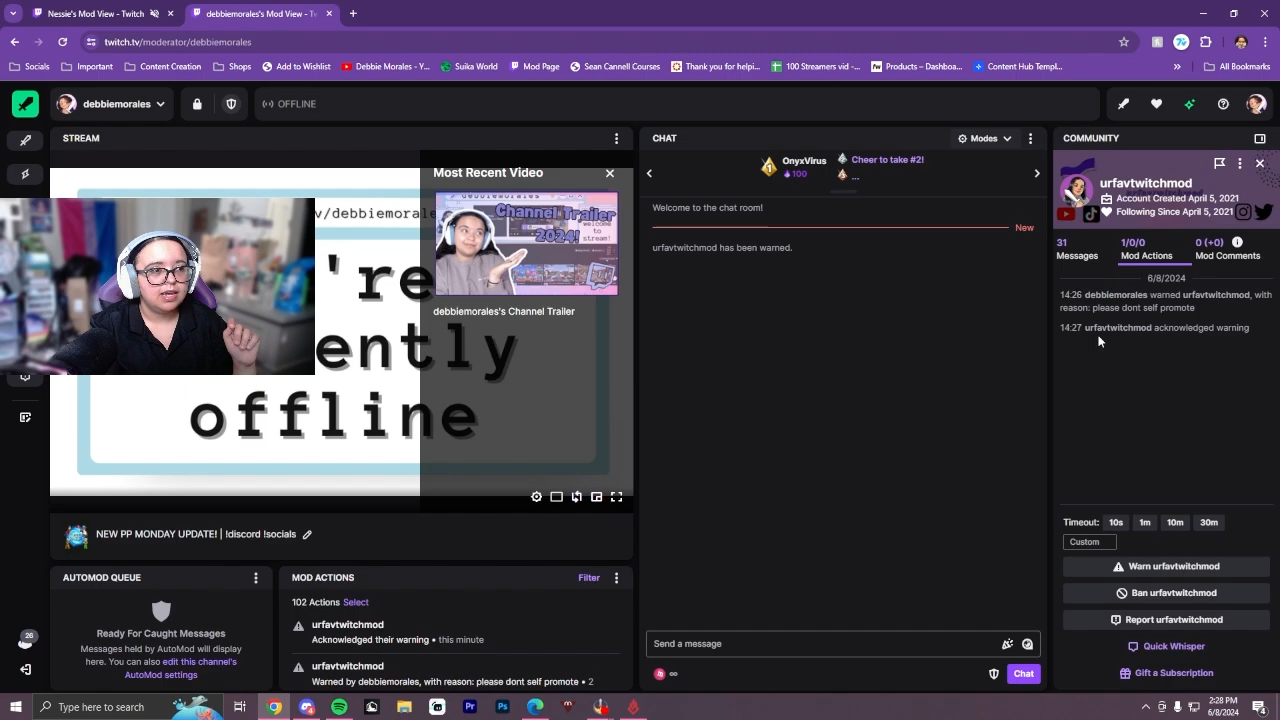 Nessie's Mod View - Twitch
debbiemorales's Mod View - Tw
twitch.tv/moderator/debbiemorales
Socials
Important
Content Creation
Shops
Add to Wishlist
Debbie Morales - Y...
Suika World
Mod Page
Sean Cannell Courses
Thank you for helpi...
100 Streamers vid -...
Products – Dashboa...
Content Hub Templ...
All Bookmarks
debbiemorales
OFFLINE
STREAM
Most Recent Video
v/debbiemorale
're
ently
offline
debbiemorales
Channel Trailer
2024!
welcome
to
stream!
debbiemorales's Channel Trailer
NEW PP MONDAY UPDATE! | !discord !socials
AUTOMOD QUEUE
Ready For Caught Messages
Messages held by AutoMod will display
here. You can also edit this channel's
AutoMod settings
26
MOD ACTIONS
Filter
102 Actions Select
urfavtwitchmod
Acknowledged their warning • this minute
urfavtwitchmod
Warned by debbiemorales, with reason: please dont self promote • 2
CHAT
Modes
1
OnyxVirus
100
Cheer to take #2!
...
Welcome to the chat room!
New
urfavtwitchmod has been warned.
Send a message
∞
Chat
COMMUNITY
urfavtwitchmod
Account Created April 5, 2021
Following Since April 5, 2021
31
Messages
1/0/0
Mod Actions
0 (+0)
Mod Comments
6/8/2024
14:26 debbiemorales warned urfavtwitchmod, with
reason: please dont self promote
14:27 urfavtwitchmod acknowledged warning
Timeout: 10s 1m 10m 30m
Custom
Warn urfavtwitchmod
Ban urfavtwitchmod
Report urfavtwitchmod
Quick Whisper
Gift a Subscription
Type here to search
2:28 PM
6/8/2024